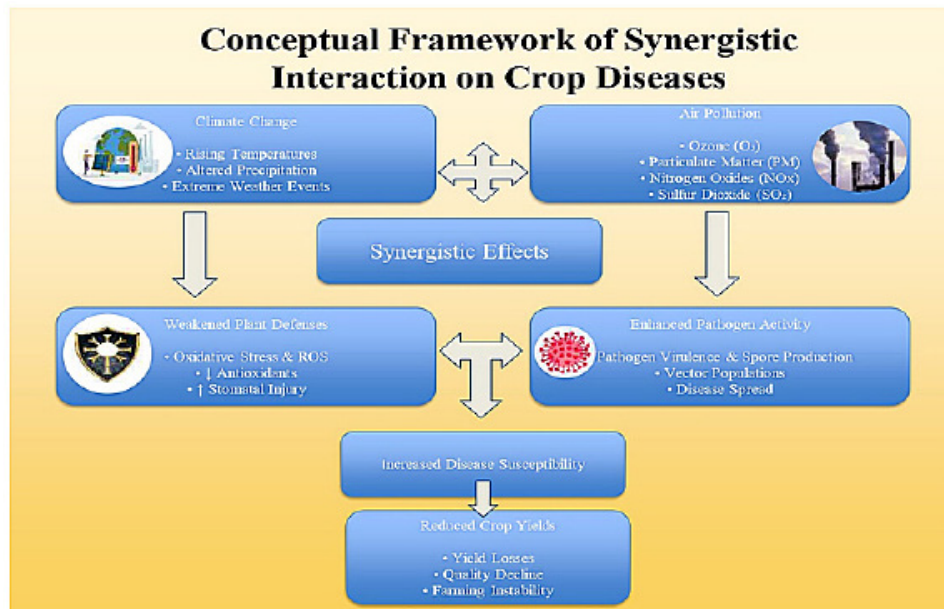 Conceptual Framework of Synergistic
Interaction on Crop Diseases
Climate Change
• Rising Temperatures
• Altered Precipitation
• Extreme Weather Events
Air Pollution
• Ozone (O₃)
• Particulate Matter (PM)
• Nitrogen Oxides (NOx)
• Sulfur Dioxide (SO₂)
Synergistic Effects
Weakened Plant Defenses
• Oxidative Stress & ROS
• ↓ Antioxidants
• ↑ Stomatal Injury
Enhanced Pathogen Activity
Pathogen Virulence & Spore Production
• Vector Populations
• Disease Spread
Increased Disease Susceptibility
Reduced Crop Yields
• Yield Losses
• Quality Decline
• Farming Instability